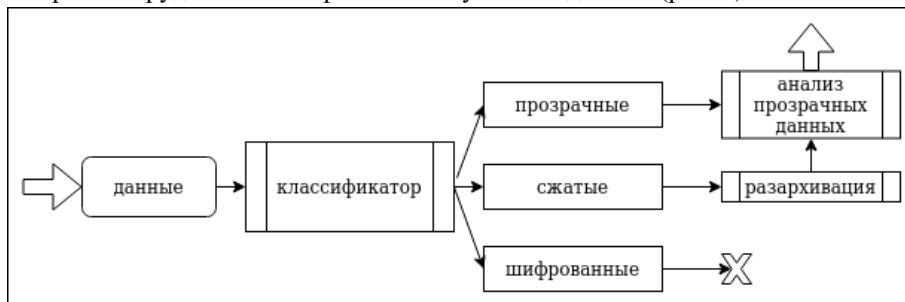 прозрачные
анализ
прозрачных
данных
данные
классификатор
сжатые
разархивация
шифрованные